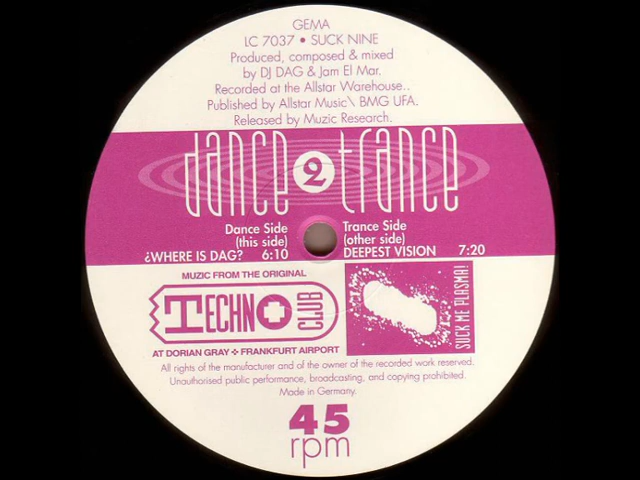 GEMA
LC 7037 • SUCK NINE
Produced, composed & mixed
by DJ DAG & Jam El Mar.
Recorded at the Allstar Warehouse..
Published by Allstar Music\ BMG UFA.
Released by Muzic Research.
dance 2 trance
Dance Side
(this side)
¿WHERE IS DAG? 6:10
Trance Side
(other side)
DEEPEST VISION 7:20
MUZIC FROM THE ORIGINAL
TECHNO CLUB
AT DORIAN GRAY ✢ FRANKFURT AIRPORT
SUCK ME PLASMA!
All rights of the manufacturer and of the owner of the recorded work reserved.
Unauthorised public performance, broadcasting, and copying prohibited.
Made in Germany.
45
rpm